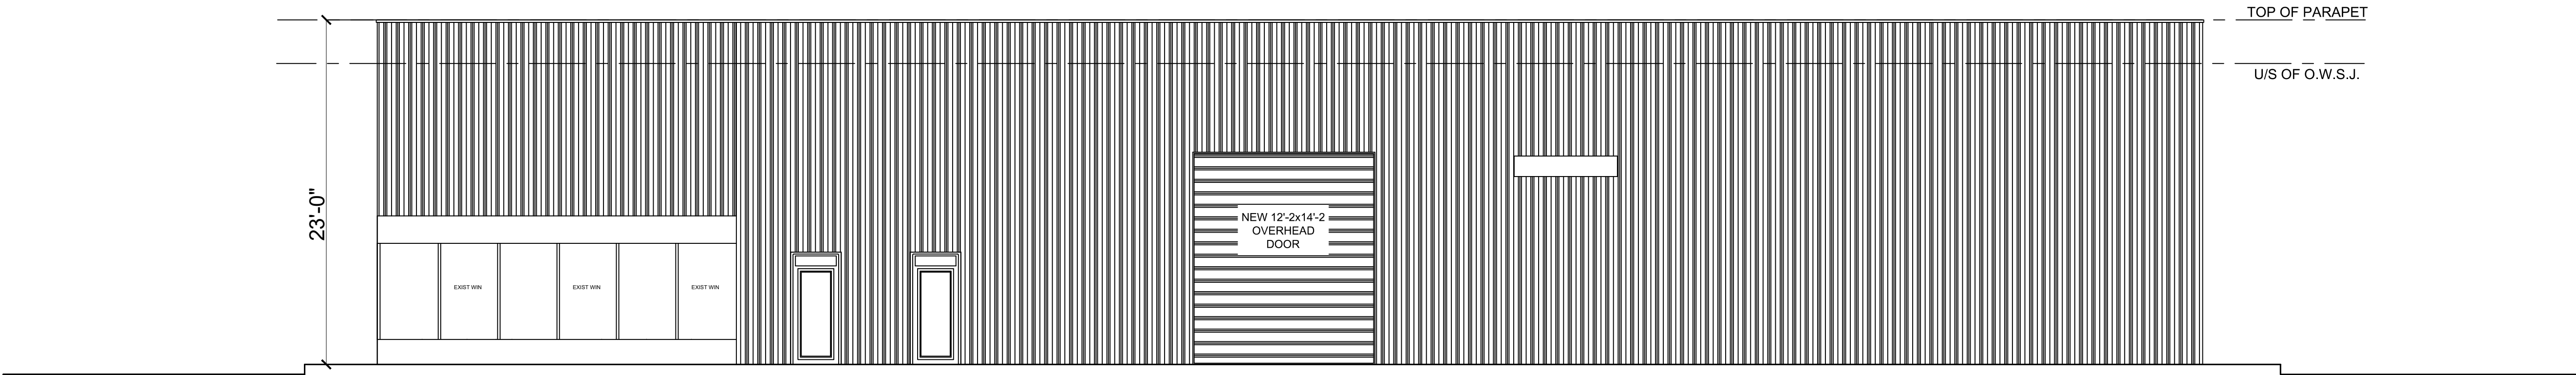 TOP OF PARAPET
U/S OF O.W.S.J.
23'-0"
NEW 12'-2x14'-2
OVERHEAD
DOOR
EXIST WIN
EXIST WIN
EXIST WIN